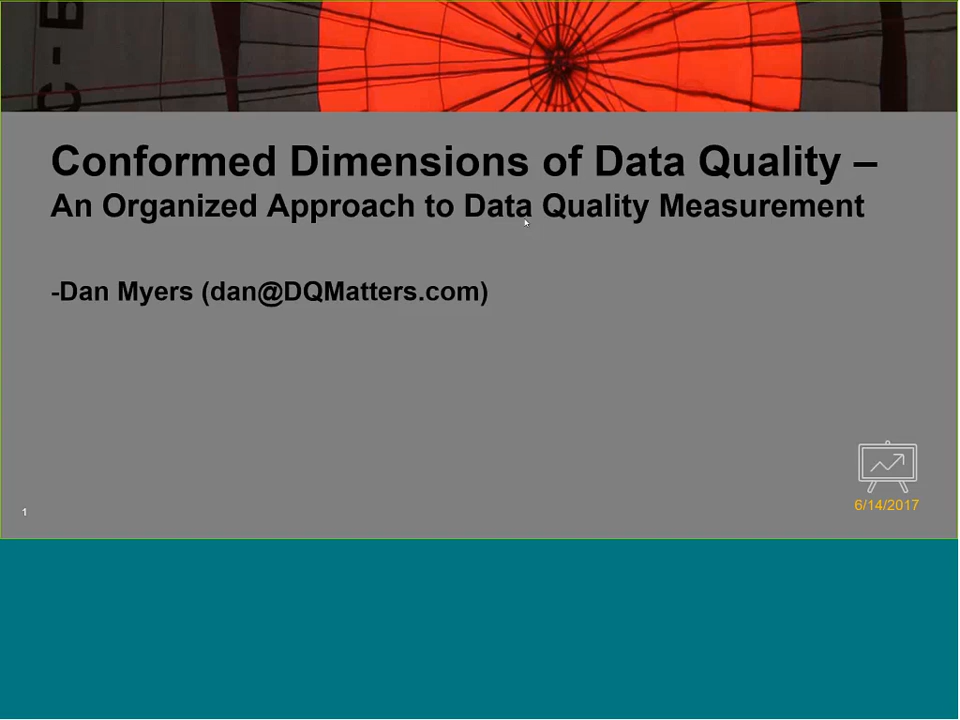 C-B
Conformed Dimensions of Data Quality –
An Organized Approach to Data Quality Measurement
-Dan Myers (dan@DQMatters.com)
6/14/2017
1